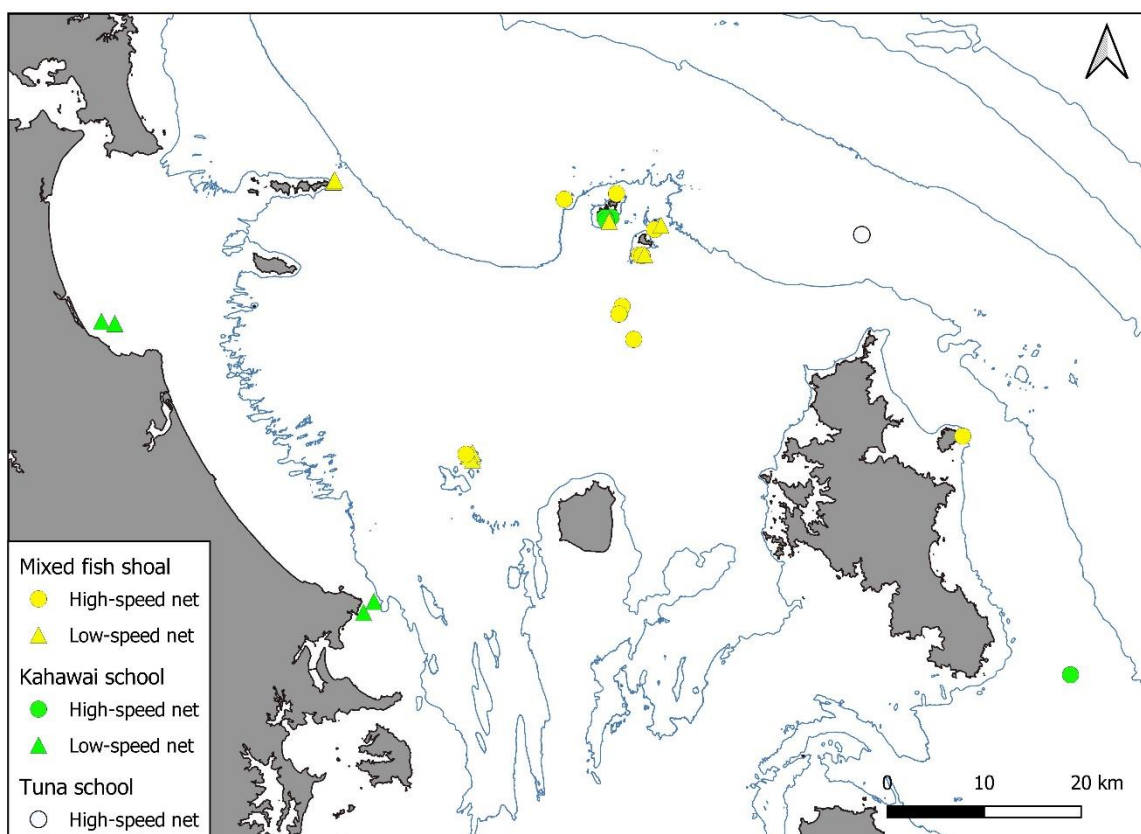 Mixed fish shoal
High-speed net
Low-speed net
Kahawai school
High-speed net
Low-speed net
Tuna school
High-speed net
0 10 20 km